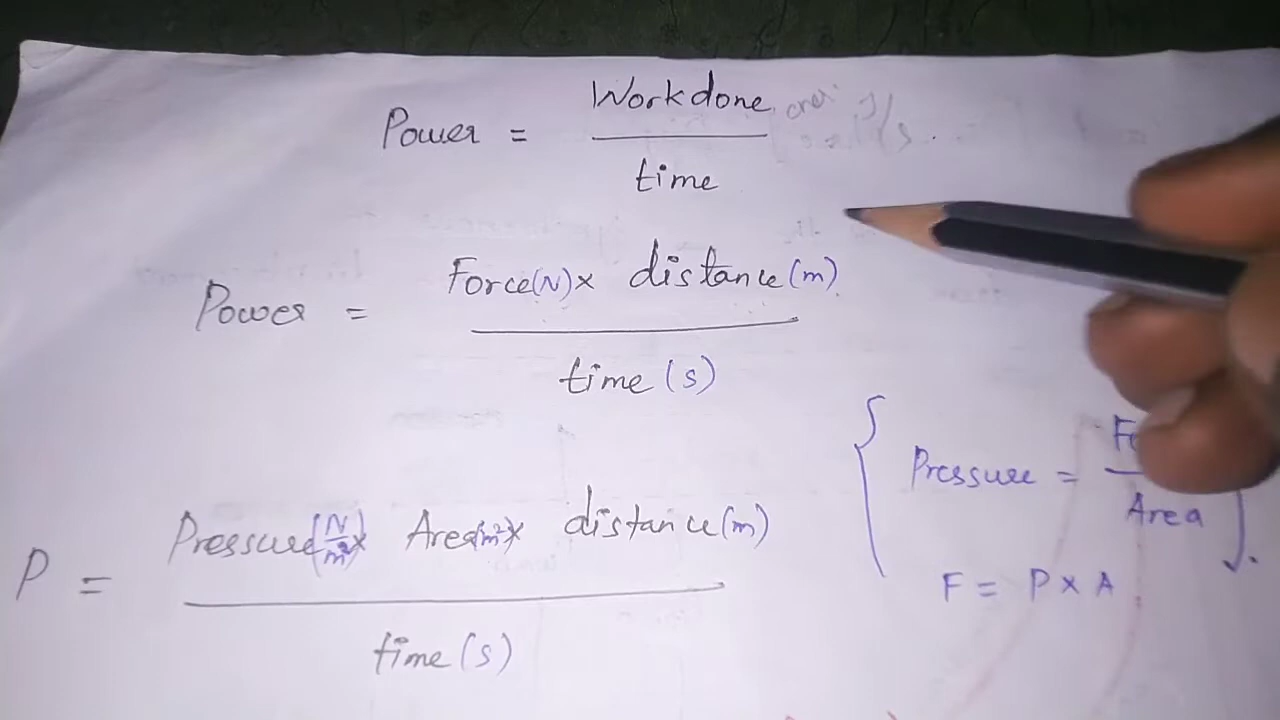 Power = Workdone / time
J/s
Power = Force(N) x distance(m) / time (s)
Pressure = / Area
P = Pressure(N/m²) x Area(m²) x distance(m) / time (s)
F = P x A